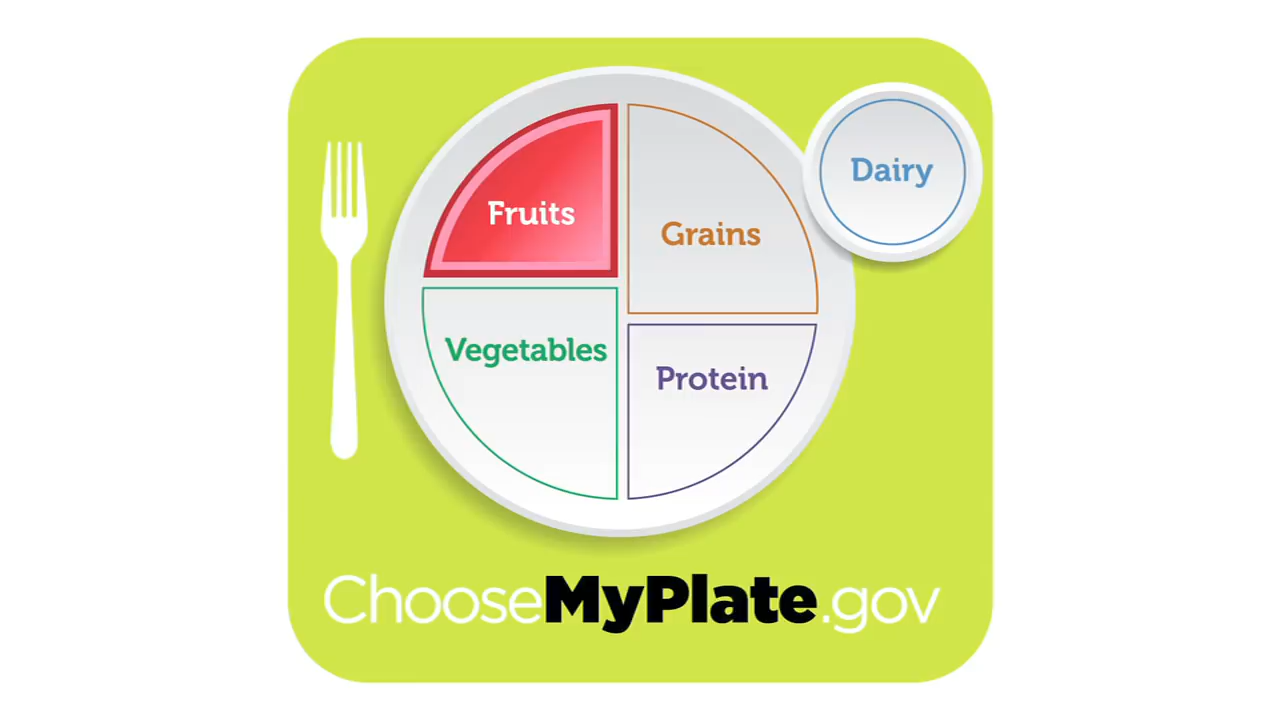 Fruits
Grains
Dairy
Vegetables
Protein
ChooseMyPlate.gov